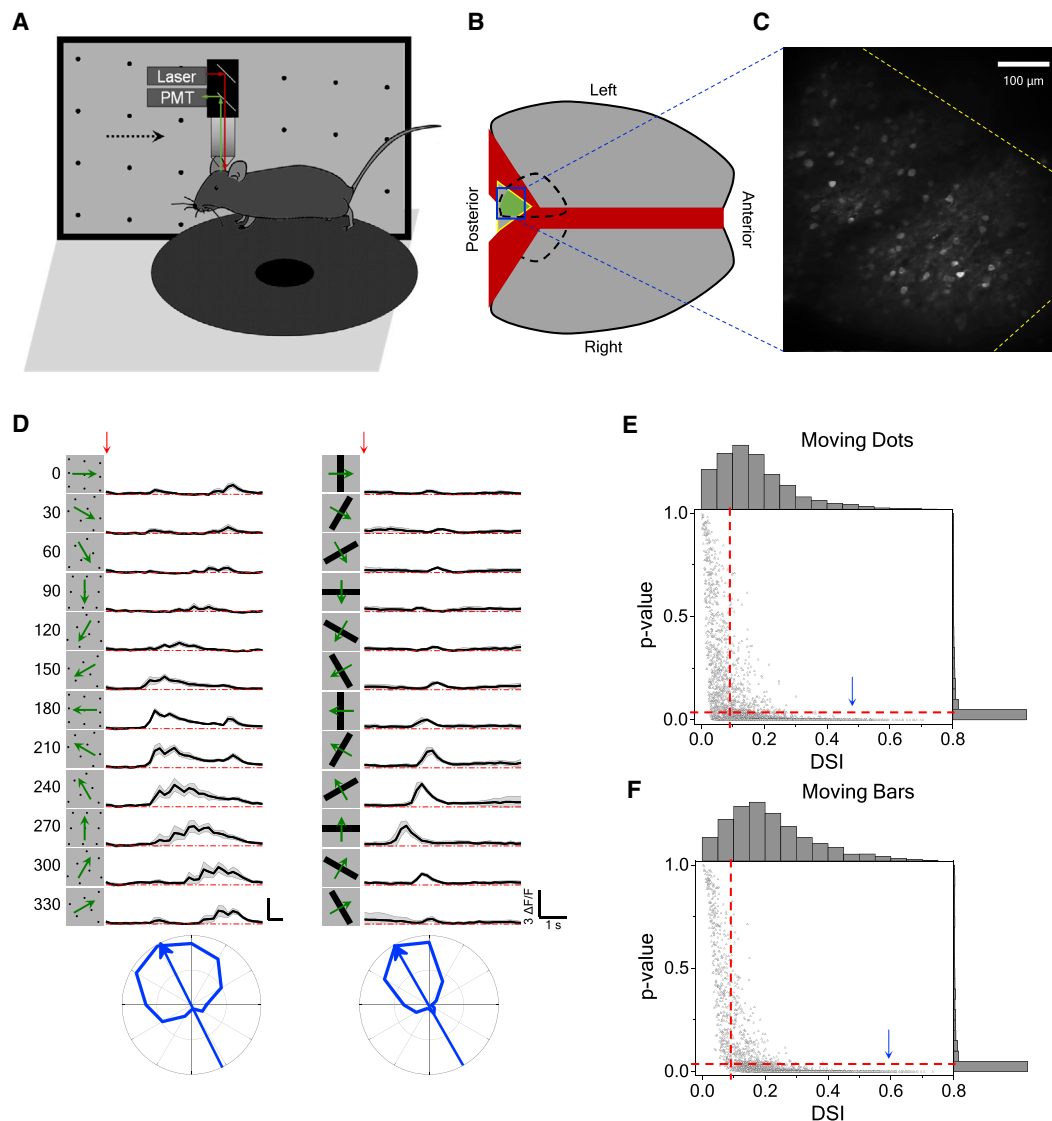 A
B
C
Laser
PMT
Left
Posterior
Anterior
Right
100 µm
D
0
30
60
90
120
150
180
210
240
270
300
330
3 ΔF/F
1 s
E
Moving Dots
1.0
0.5
0.0
p-value
0.0 0.2 0.4 0.6 0.8
DSI
F
Moving Bars
1.0
0.5
0.0
p-value
0.0 0.2 0.4 0.6 0.8
DSI